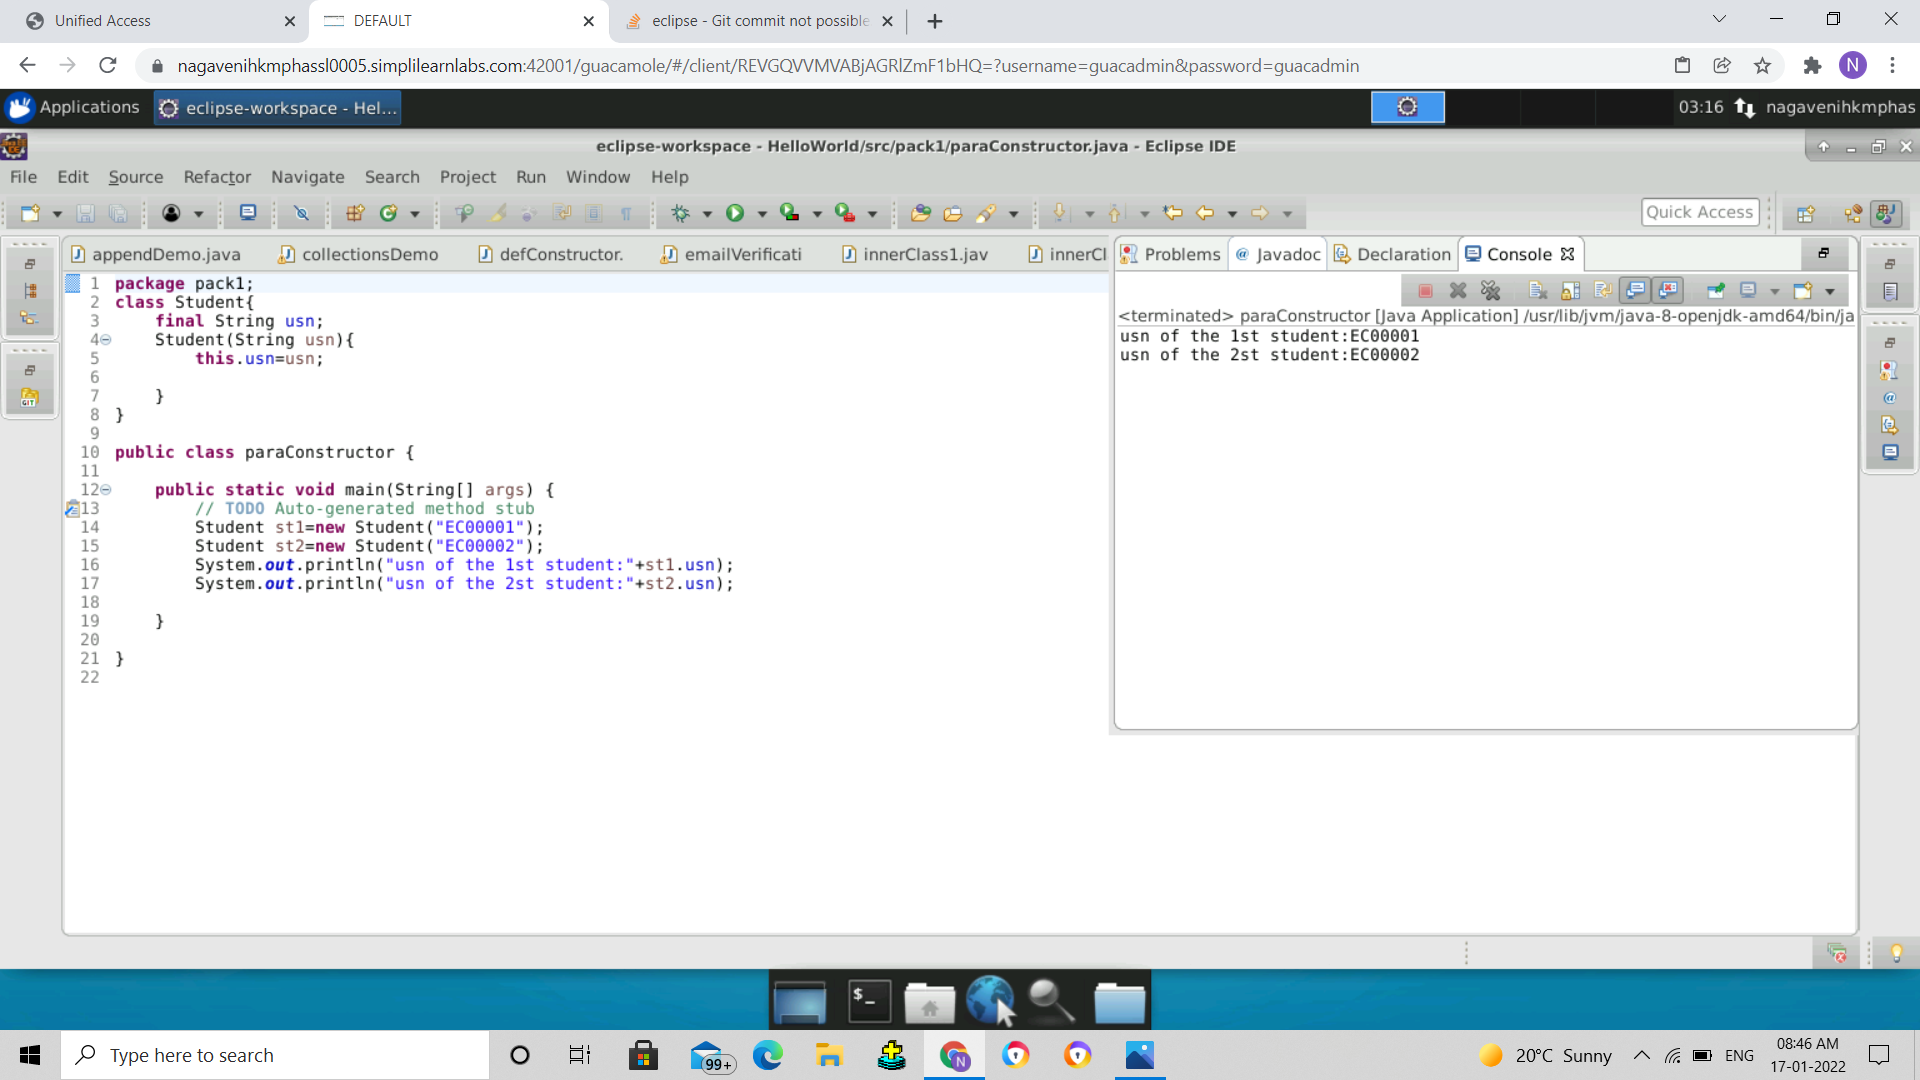 Unified Access
DEFAULT
eclipse - Git commit not possible
nagavenihkmphassl0005.simplilearnlabs.com:42001/guacamole/#/client/REVGQVVMVABjAGRlZmF1bHQ=?username=guacadmin&password=guacadmin
N
Applications
eclipse-workspace - Hel...
03:16
nagavenihkmphas
eclipse-workspace - HelloWorld/src/pack1/paraConstructor.java - Eclipse IDE
File Edit Source Refactor Navigate Search Project Run Window Help
Quick Access
appendDemo.java collectionsDemo defConstructor. emailVerificati innerClass1.jav innerCl
Problems @ Javadoc Declaration Console
<terminated> paraConstructor [Java Application] /usr/lib/jvm/java-8-openjdk-amd64/bin/ja
usn of the 1st student:EC00001
usn of the 2st student:EC00002
1 package pack1;
2 class Student{
3 final String usn;
4 Student(String usn){
5 this.usn=usn;
6
7 }
8 }
9
10 public class paraConstructor {
11
12 public static void main(String[] args) {
13 // TODO Auto-generated method stub
14 Student st1=new Student("EC00001");
15 Student st2=new Student("EC00002");
16 System.out.println("usn of the 1st student:"+st1.usn);
17 System.out.println("usn of the 2st student:"+st2.usn);
18
19 }
20
21 }
22
GIT
@
$_
Type here to search
99+
N
20°C Sunny
ENG
08:46 AM
17-01-2022